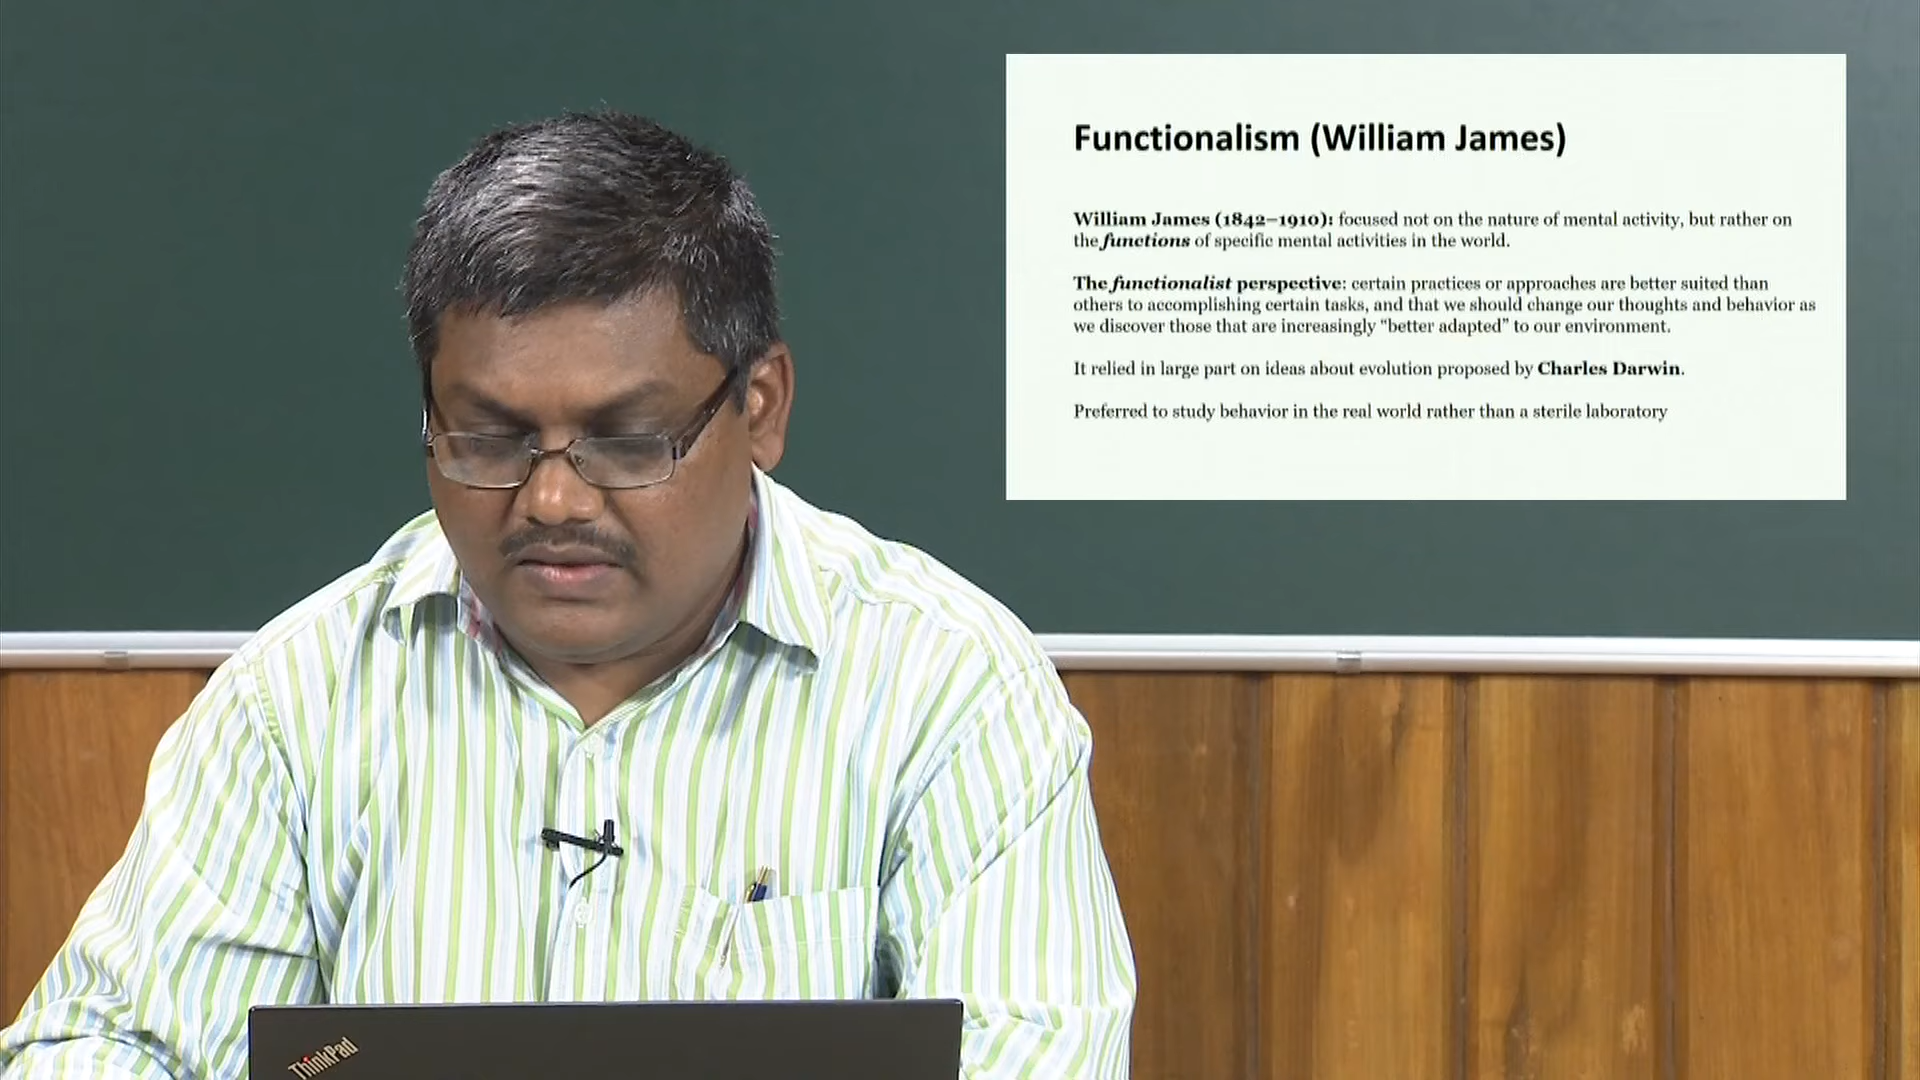 Functionalism (William James)
William James (1842–1910): focused not on the nature of mental activity, but rather on
the functions of specific mental activities in the world.
The functionalist perspective: certain practices or approaches are better suited than
others to accomplishing certain tasks, and that we should change our thoughts and behavior as
we discover those that are increasingly “better adapted” to our environment.
It relied in large part on ideas about evolution proposed by Charles Darwin.
Preferred to study behavior in the real world rather than a sterile laboratory
ThinkPad